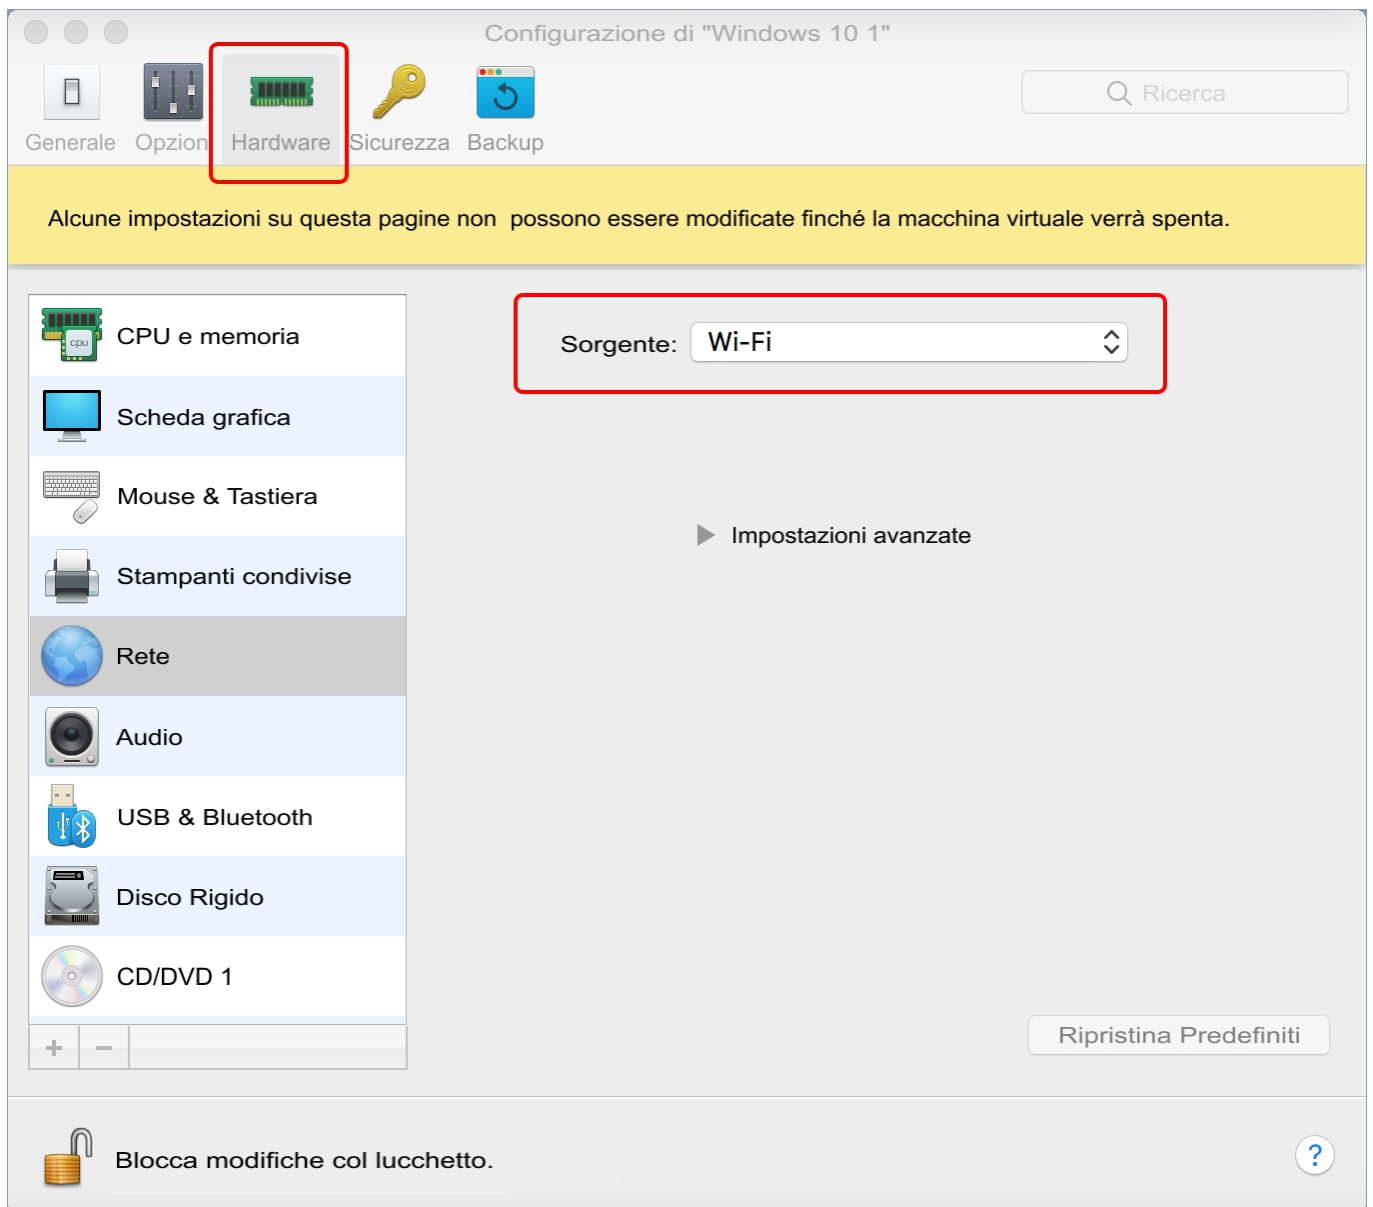 Configurazione di "Windows 10 1"
Generale
Opzion
Hardware
Sicurezza
Backup
Ricerca
Alcune impostazioni su questa pagine non  possono essere modificate finché la macchina virtuale verrà spenta.
CPU e memoria
cpu
Scheda grafica
Mouse & Tastiera
Stampanti condivise
Rete
Audio
USB & Bluetooth
Disco Rigido
CD/DVD 1
Sorgente: Wi-Fi
Impostazioni avanzate
Ripristina Predefiniti
Blocca modifiche col lucchetto.
?